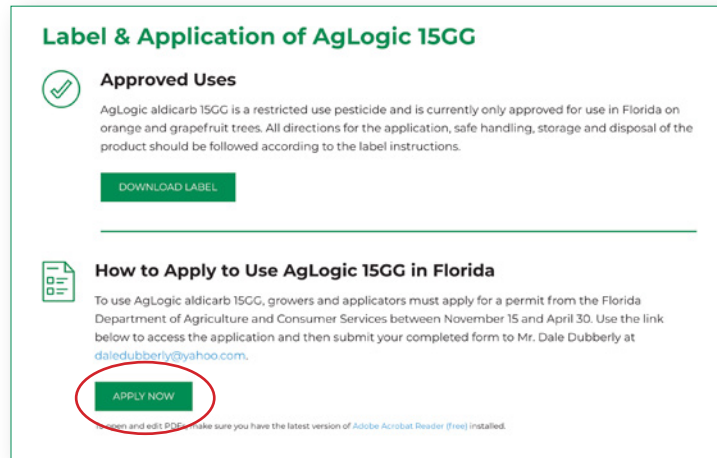 Label & Application of AgLogic 15GG
Approved Uses
AgLogic aldicarb 15GG is a restricted use pesticide and is currently only approved for use in Florida on
orange and grapefruit trees. All directions for the application, safe handling, storage and disposal of the
product should be followed according to the label instructions.
DOWNLOAD LABEL
How to Apply to Use AgLogic 15GG in Florida
To use AgLogic aldicarb 15GG, growers and applicators must apply for a permit from the Florida
Department of Agriculture and Consumer Services between November 15 and April 30. Use the link
below to access the application and then submit your completed form to Mr. Dale Dubberly at
daledubberly@yahoo.com.
APPLY NOW
To open and edit PDFs, make sure you have the latest version of Adobe Acrobat Reader (free) installed.